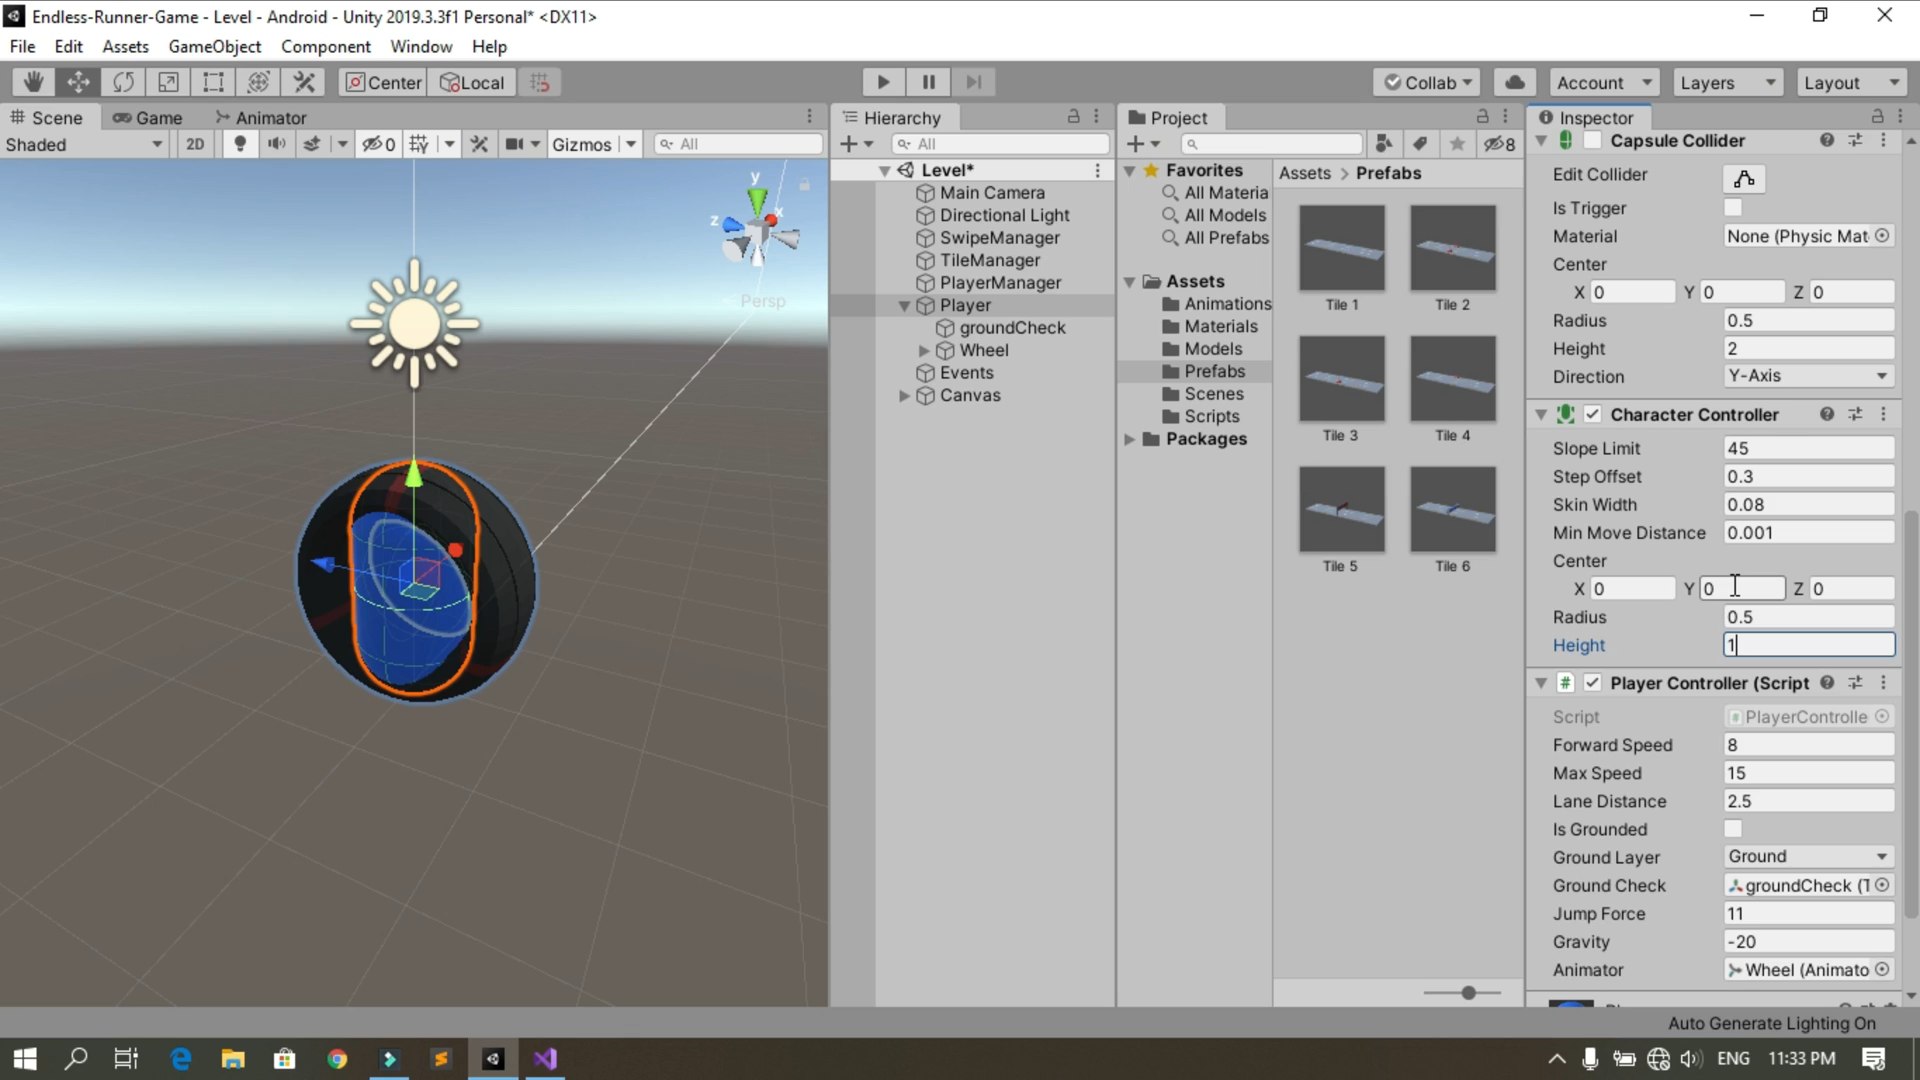 Endless-Runner-Game - Level - Android - Unity 2019.3.3f1 Personal* <DX11>
File Edit Assets GameObject Component Window Help
Center Local Collab Account Layers Layout
Scene Game Animator
Shaded 2D 0 Gizmos All
y
z x
Persp
Hierarchy
All
Level*
Main Camera
Directional Light
SwipeManager
TileManager
PlayerManager
Player
groundCheck
Wheel
Events
Canvas
Project
8
Favorites
All Materia
All Models
All Prefabs
Assets
Animations
Materials
Models
Prefabs
Scenes
Scripts
Packages
Assets > Prefabs
Tile 1 Tile 2
Tile 3 Tile 4
Tile 5 Tile 6
Inspector
Capsule Collider
Edit Collider
Is Trigger
Material None (Physic Mat
Center
X 0 Y 0 Z 0
Radius 0.5
Height 2
Direction Y-Axis
Character Controller
Slope Limit 45
Step Offset 0.3
Skin Width 0.08
Min Move Distance 0.001
Center
X 0 Y 0 Z 0
Radius 0.5
Height 1
Player Controller (Script
Script PlayerControlle
Forward Speed 8
Max Speed 15
Lane Distance 2.5
Is Grounded
Ground Layer Ground
Ground Check groundCheck (T
Jump Force 11
Gravity -20
Animator Wheel (Animato
Auto Generate Lighting On
ENG 11:33 PM